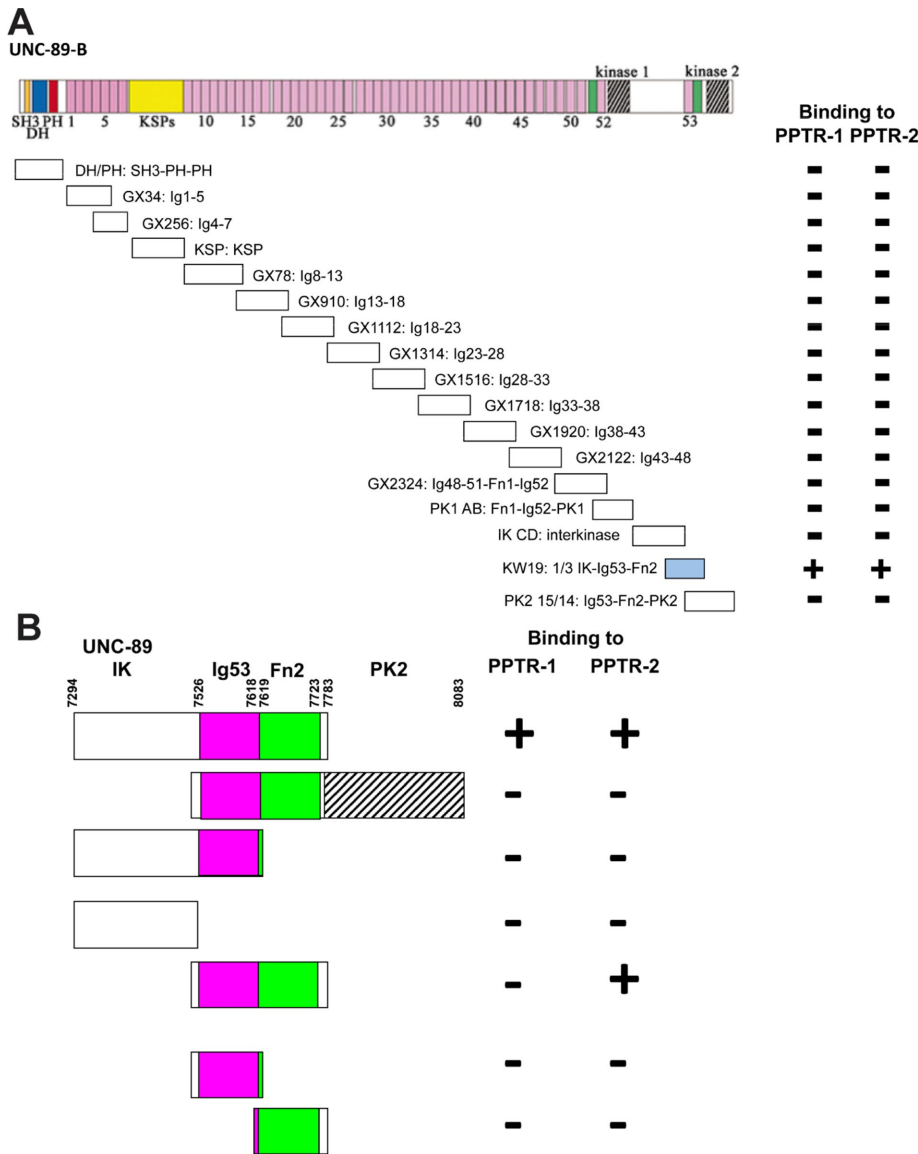 A
UNC-89-B
kinase 1 kinase 2
SH3 PH 1 5 KSPs 10 15 20 25 30 35 40 45 50 52 53
DH
Binding to
PPTR-1 PPTR-2
DH/PH: SH3-PH-PH - -
GX34: Ig1-5 - -
GX256: Ig4-7 - -
KSP: KSP - -
GX78: Ig8-13 - -
GX910: Ig13-18 - -
GX1112: Ig18-23 - -
GX1314: Ig23-28 - -
GX1516: Ig28-33 - -
GX1718: Ig33-38 - -
GX1920: Ig38-43 - -
GX2122: Ig43-48 - -
GX2324: Ig48-51-Fn1-Ig52 - -
PK1 AB: Fn1-Ig52-PK1 - -
IK CD: interkinase - -
KW19: 1/3 IK-Ig53-Fn2 + +
PK2 15/14: Ig53-Fn2-PK2 - -
B
UNC-89
IK Ig53 Fn2 PK2
Binding to
PPTR-1 PPTR-2
7294 7526 7618 7619 7723 7783 8083
+ +
- -
- -
- -
- +
- -
- -